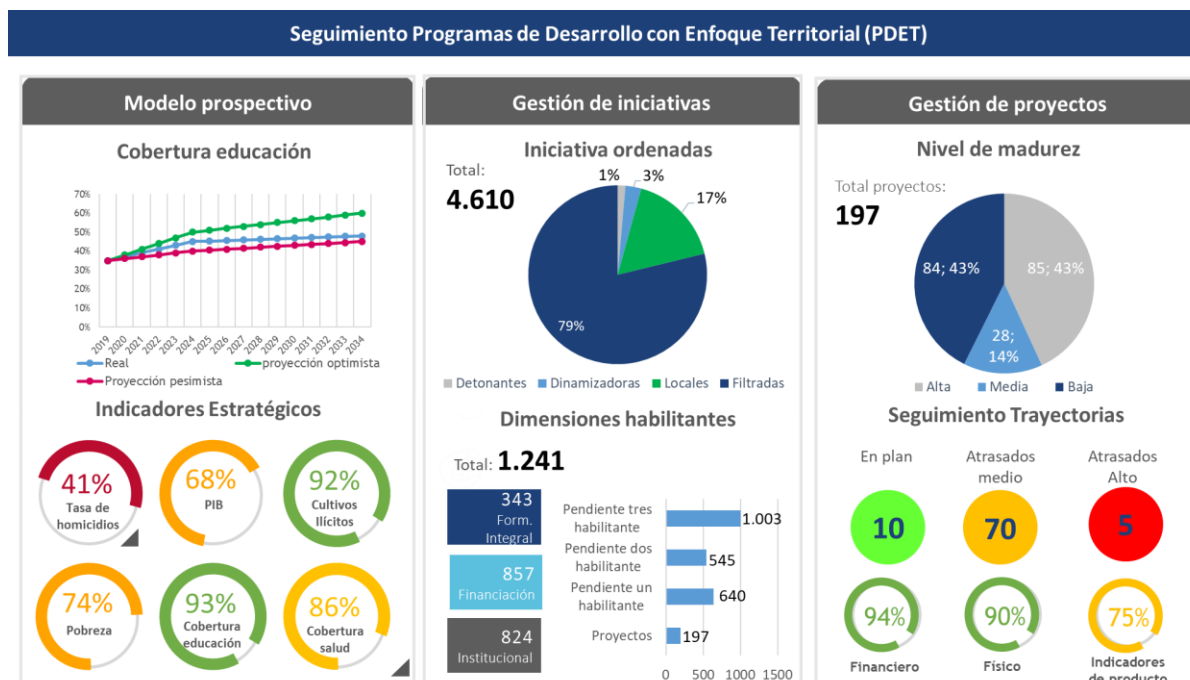 Seguimiento Programas de Desarrollo con Enfoque Territorial (PDET)
Modelo prospectivo
Cobertura educación
70%
60%
50%
40%
30%
20%
10%
0%
2019 2020 2021 2022 2023 2024 2025 2026 2027 2028 2029 2030 2031 2032 2033 2034
Real
proyección optimista
Proyección pesimista
Indicadores Estratégicos
41%
Tasa de
homicidios
68%
PIB
92%
Cultivos
Ilícitos
74%
Pobreza
93%
Cobertura
educación
86%
Cobertura
salud
Gestión de iniciativas
Iniciativa ordenadas
Total:
4.610
1%
3%
17%
79%
Detonantes Dinamizadoras Locales Filtradas
Dimensiones habilitantes
Total: 1.241
343
Form.
Integral
857
Financiación
824
Institucional
Pendiente tres
habilitante
1.003
Pendiente dos
habilitante
545
Pendiente un
habilitante
640
Proyectos
197
0 500 1000 1500
Gestión de proyectos
Nivel de madurez
Total proyectos:
197
84; 43%
85; 43%
28;
14%
Alta Media Baja
Seguimiento Trayectorias
En plan
10
Atrasados
medio
70
Atrasados
Alto
5
94%
Financiero
90%
Físico
75%
Indicadores
de producto